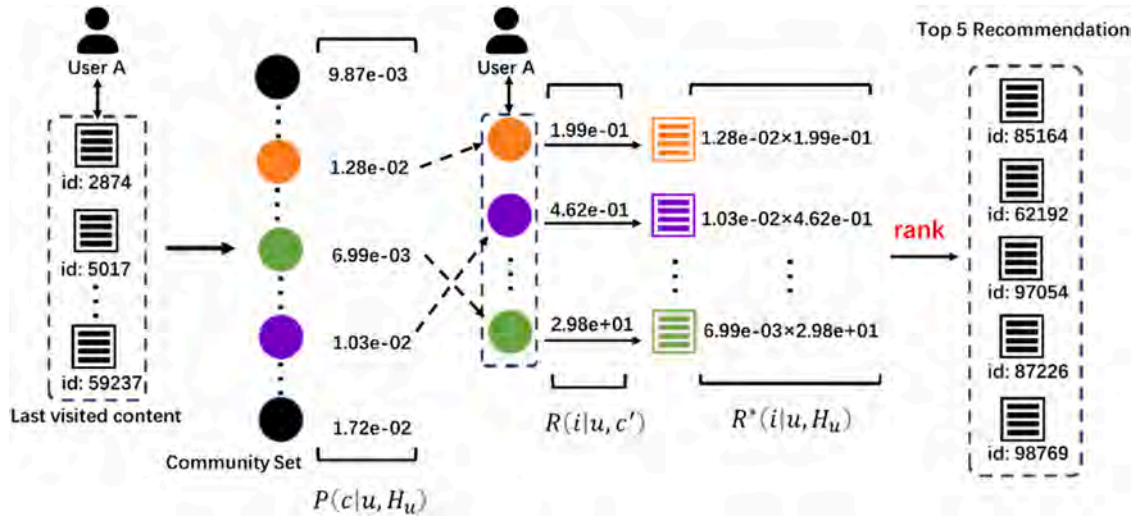 User A
id: 2874
id: 5017
id: 59237
Last visited content
9.87e-03
1.28e-02
6.99e-03
1.03e-02
1.72e-02
Community Set
P(c|u, H_u)
User A
1.99e-01
4.62e-01
2.98e+01
R(i|u, c′)
1.28e-02×1.99e-01
1.03e-02×4.62e-01
6.99e-03×2.98e+01
R*(i|u, H_u)
rank
Top 5 Recommendation
id: 85164
id: 62192
id: 97054
id: 87226
id: 98769